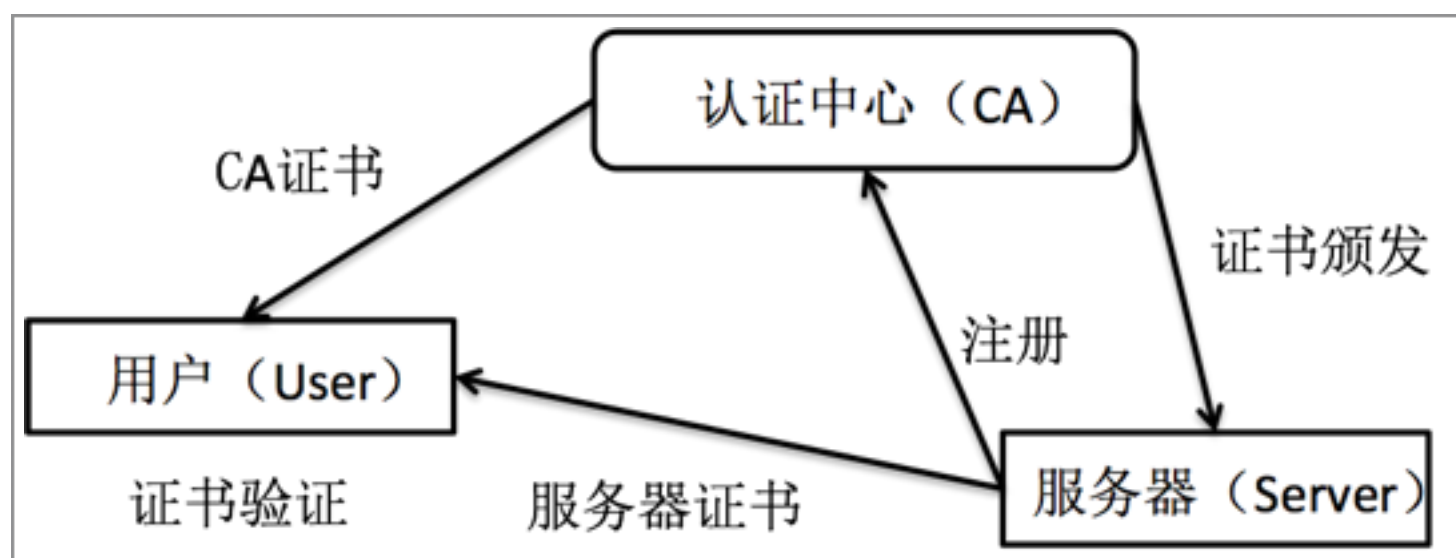 认证中心（CA）
CA证书
证书颁发
注册
用户（User）
服务器（Server）
证书验证
服务器证书